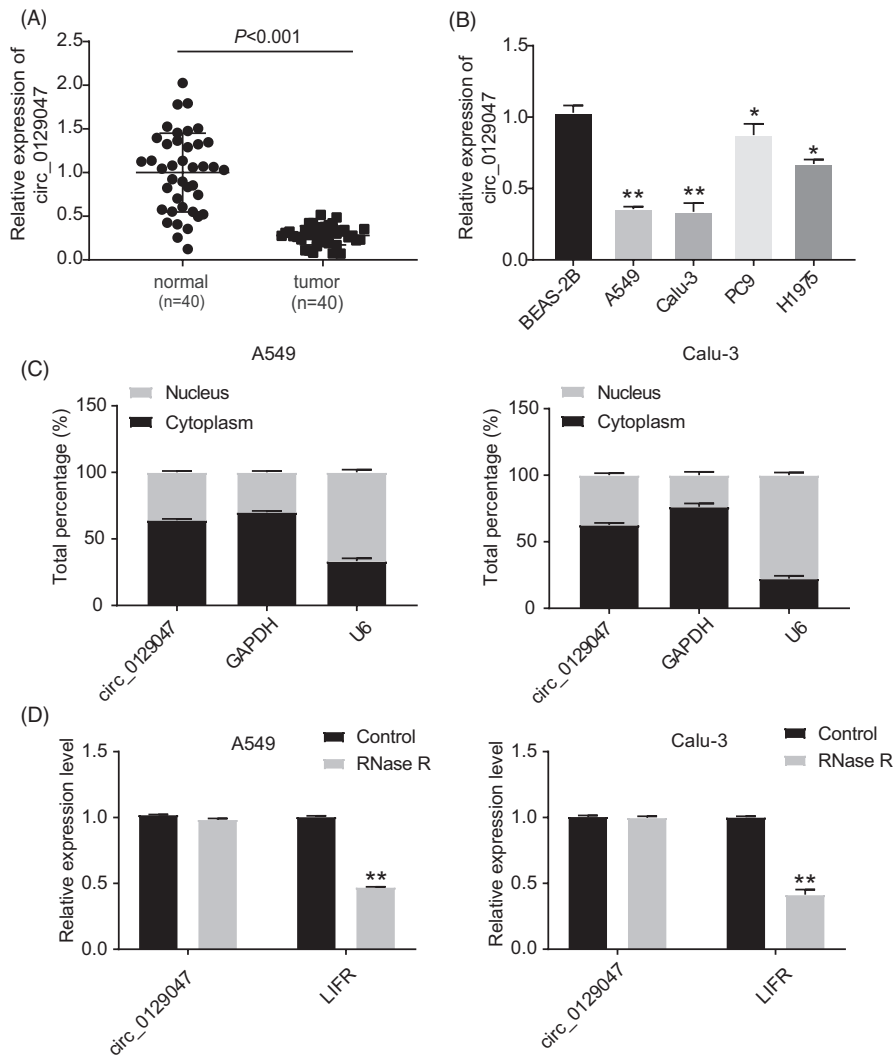 (A)
P<0.001
Relative expression of
circ_0129047
2.5
2.0
1.5
1.0
0.5
0.0
normal
(n=40)
tumor
(n=40)
(B)
Relative expression of
circ_0129047
1.5
1.0
0.5
0.0
**
**
*
*
BEAS-2B
A549
Calu-3
PC9
H1975
(C)
A549
Nucleus
Cytoplasm
Total percentage (%)
150
100
50
0
circ_0129047
GAPDH
U6
Calu-3
Nucleus
Cytoplasm
Total percentage (%)
150
100
50
0
circ_0129047
GAPDH
U6
(D)
A549
Control
RNase R
Relative expression level
1.5
1.0
0.5
0.0
**
circ_0129047
LIFR
Calu-3
Control
RNase R
Relative expression level
1.5
1.0
0.5
0.0
**
circ_0129047
LIFR